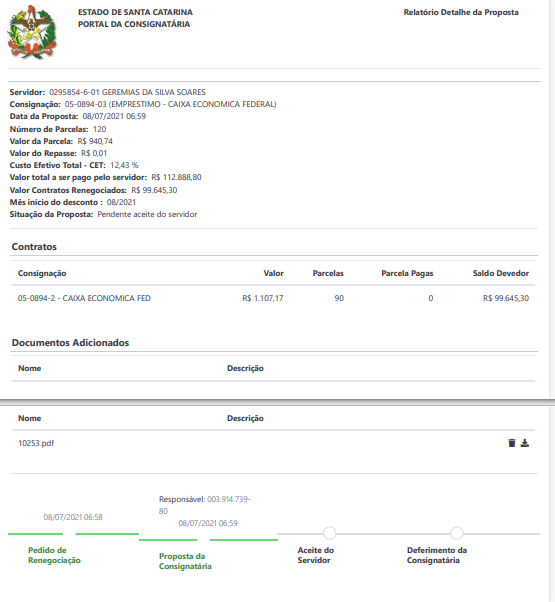 ESTADO DE SANTA CATARINA
PORTAL DA CONSIGNATÁRIA
Relatório Detalhe da Proposta
Servidor: 0295854-6-01 GEREMIAS DA SILVA SOARES
Consignação: 05-0894-03 (EMPRESTIMO - CAIXA ECONOMICA FEDERAL)
Data da Proposta: 08/07/2021 06:59
Número de Parcelas: 120
Valor da Parcela: R$ 940,74
Valor do Repasse: R$ 0,01
Custo Efetivo Total - CET: 12,43 %
Valor total a ser pago pelo servidor: R$ 112.888,80
Valor Contratos Renegociados: R$ 99.645,30
Mês inicio do desconto : 08/2021
Situação da Proposta: Pendente aceite do servidor
Contratos
Consignação Valor Parcelas Parcela Pagas Saldo Devedor
05-0894-2 - CAIXA ECONOMICA FED R$ 1.107,17 90 0 R$ 99.645,30
Documentos Adicionados
Nome Descrição
Nome Descrição
10253.pdf
08/07/2021 06:58
Responsável: 003.914.739-
80
08/07/2021 06:59
Pedido de
Renegociação
Proposta da
Consignatária
Aceite do
Servidor
Deferimento da
Consignatária